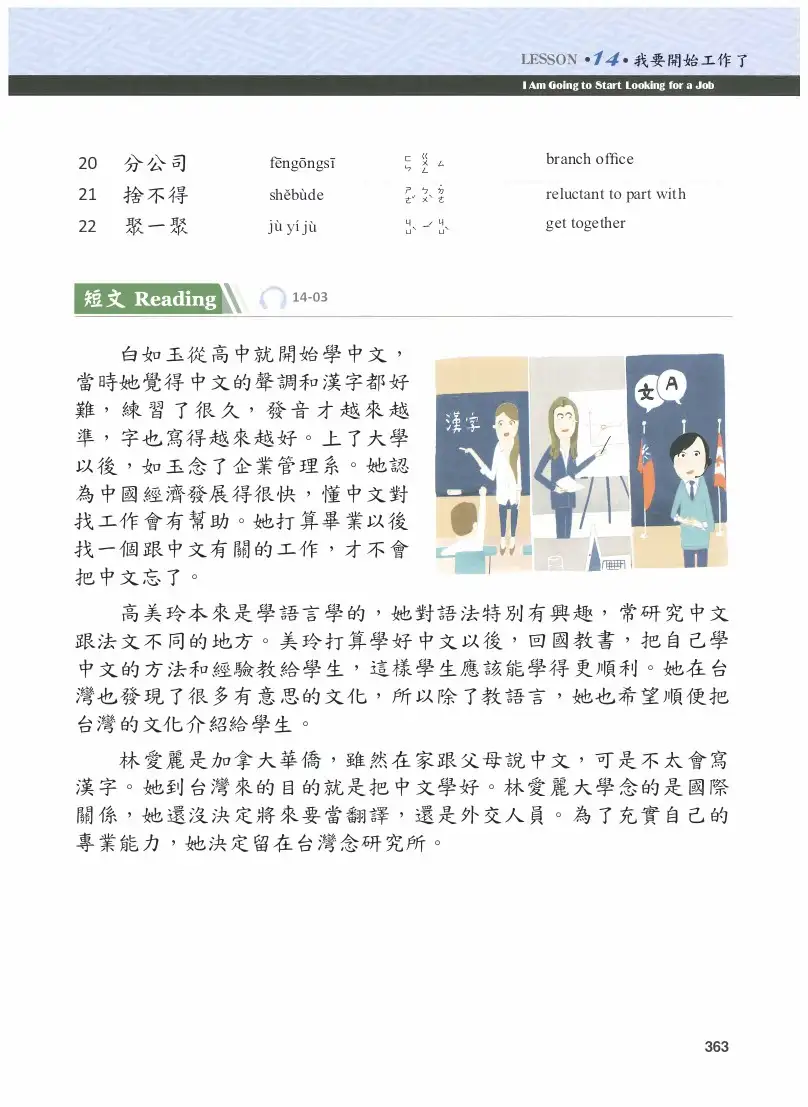 LESSON •14• 我要開始工作了
I Am Going to Start Looking for a Job
20 分公司 fēngōngsī ㄈㄣ ㄍㄨㄥ ㄙ branch office
21 捨不得 shěbùde ㄕㄜˇ ㄅㄨˋ ˙ㄉㄜ reluctant to part with
22 聚一聚 jù yí jù ㄐㄩˋ ㄧˊ ㄐㄩˋ get together
短文 Reading 14-03
白如玉從高中就開始學中文，
當時她覺得中文的聲調和漢字都好
難，練習了很久，發音才越來越
準，字也寫得越來越好。上了大學
以後，如玉念了企業管理系。她認
為中國經濟發展得很快，懂中文對
找工作會有幫助。她打算畢業以後
找一個跟中文有關的工作，才不會
把中文忘了。
漢字
文 A
高美玲本來是學語言學的，她對語法特別有興趣，常研究中文
跟法文不同的地方。美玲打算學好中文以後，回國教書，把自己學
中文的方法和經驗教給學生，這樣學生應該能學得更順利。她在台
灣也發現了很多有意思的文化，所以除了教語言，她也希望順便把
台灣的文化介紹給學生。
林愛麗是加拿大華僑，雖然在家跟父母說中文，可是不太會寫
漢字。她到台灣來的目的就是把中文學好。林愛麗大學念的是國際
關係，她還沒決定將來要當翻譯，還是外交人員。為了充實自己的
專業能力，她決定留在台灣念研究所。
363